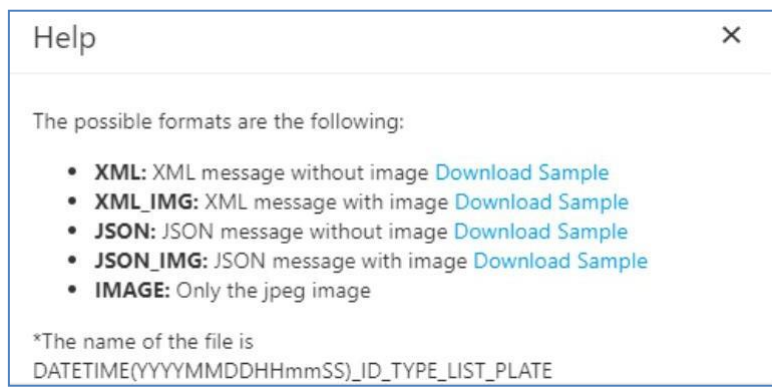 Help ×
The possible formats are the following:
• XML: XML message without image Download Sample
• XML_IMG: XML message with image Download Sample
• JSON: JSON message without image Download Sample
• JSON_IMG: JSON message with image Download Sample
• IMAGE: Only the jpeg image
*The name of the file is
DATETIME(YYYYMMDDHHmmSS)_ID_TYPE_LIST_PLATE